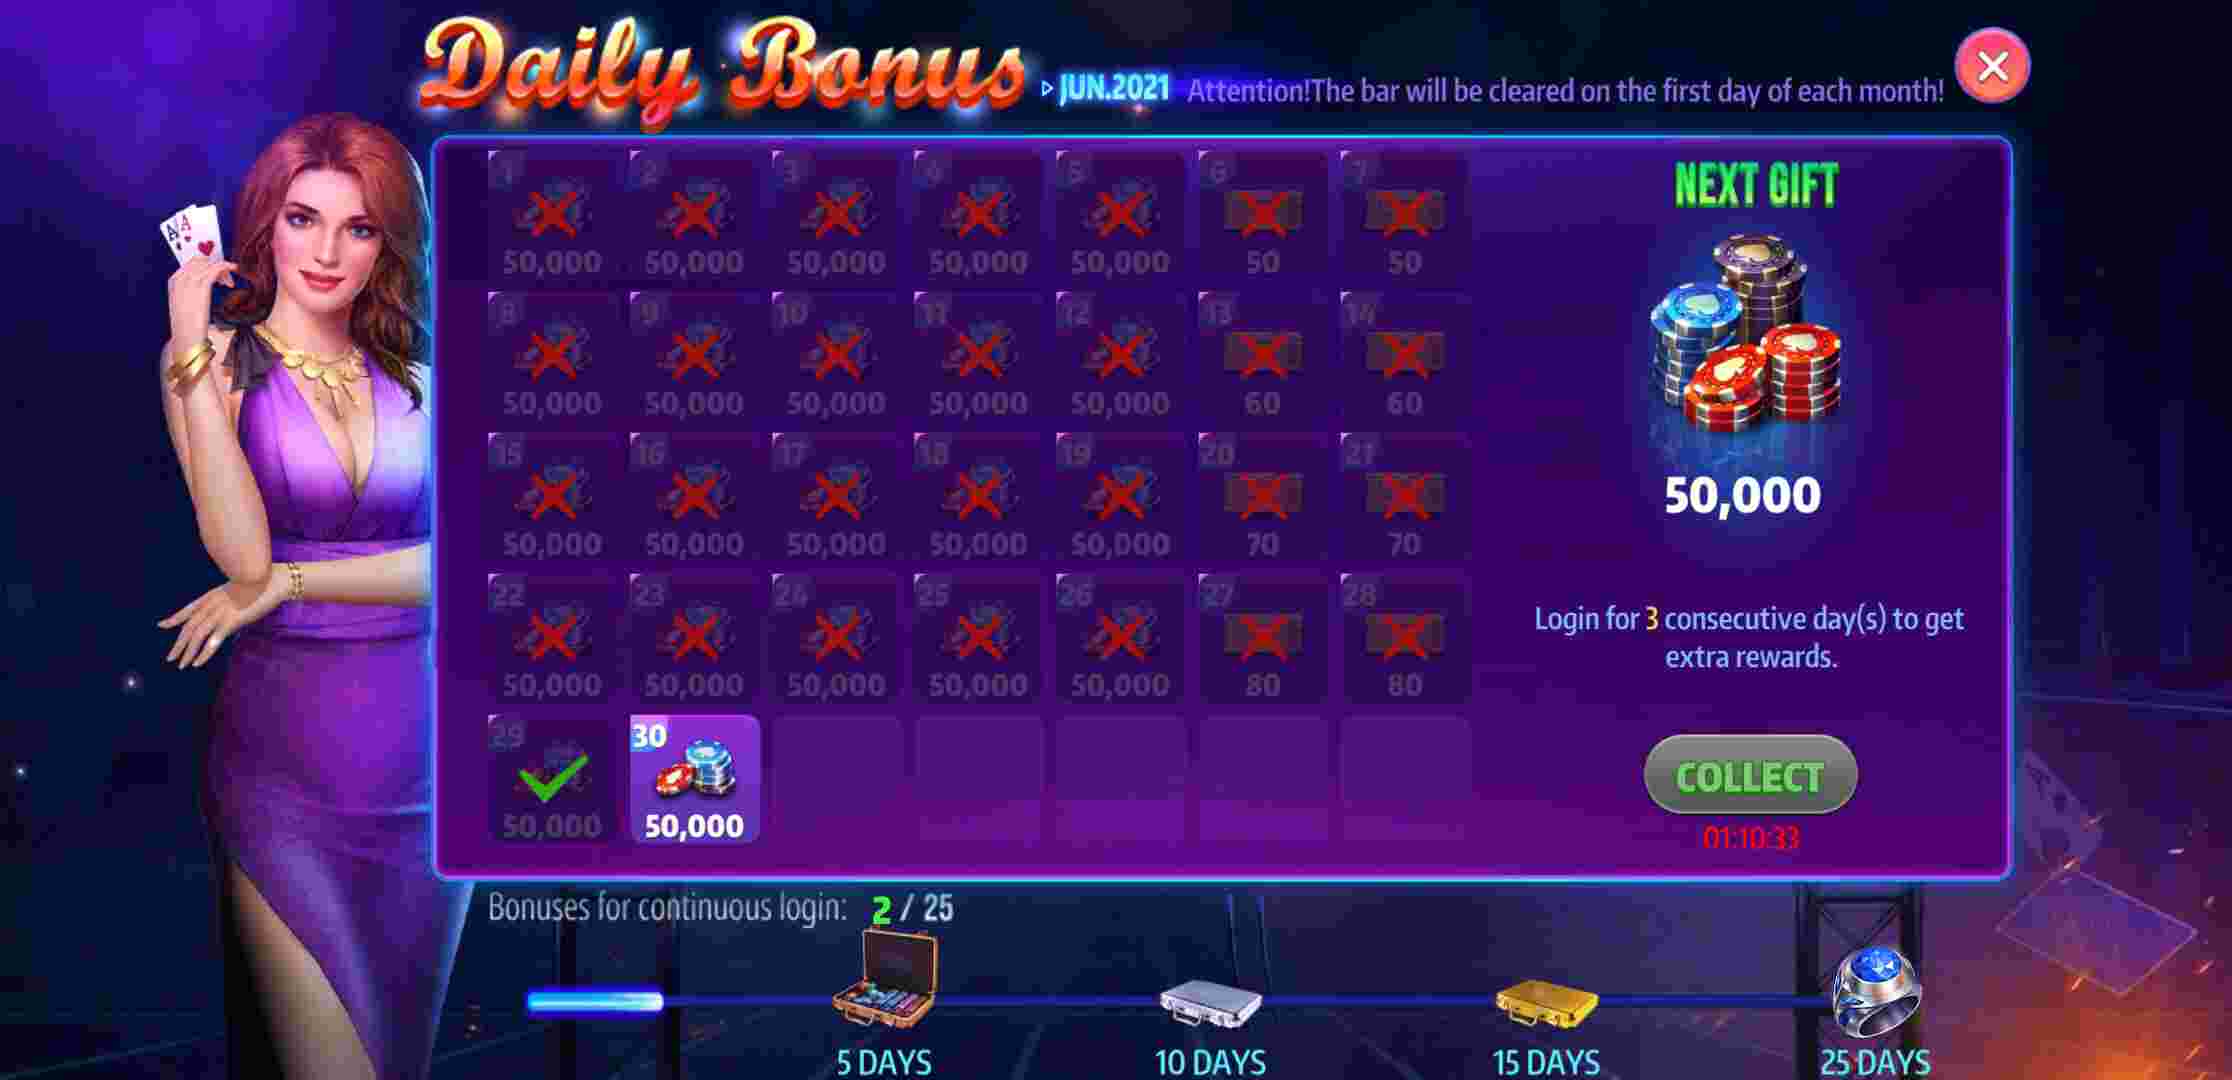 Daily Bonus
JUN.2021
Attention!The bar will be cleared on the first day of each month!
A A
1 2 3 4 5 6 7
50,000 50,000 50,000 50,000 50,000 50 50
8 9 10 11 12 13 14
50,000 50,000 50,000 50,000 50,000 60 60
15 16 17 18 19 20 21
50,000 50,000 50,000 50,000 50,000 70 70
22 23 24 25 26 27 28
50,000 50,000 50,000 50,000 50,000 80 80
29 30
50,000 50,000
NEXT GIFT
50,000
Login for 3 consecutive day(s) to get
extra rewards.
COLLECT
01:10:33
Bonuses for continuous login: 2 / 25
5 DAYS 10 DAYS 15 DAYS 25 DAYS